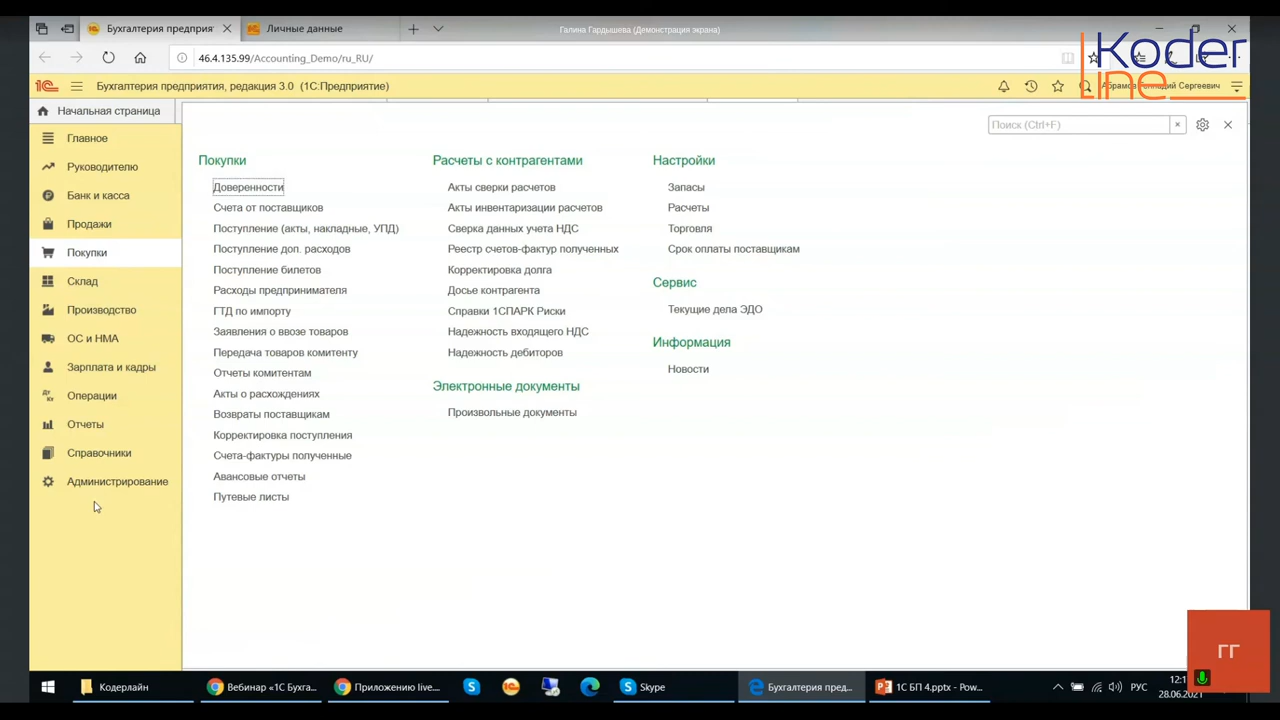 Бухгалтерия предприят
Личные данные
Галина Гардышева (Демонстрация экрана)
46.4.135.99/Accounting_Demo/ru_RU/
Koder
Line
1С Бухгалтерия предприятия, редакция 3.0 (1С:Предприятие)
Абрамов Геннадий Сергеевич
Начальная страница
Поиск (Ctrl+F)
Главное
Руководителю
Банк и касса
Продажи
Покупки
Склад
Производство
ОС и НМА
Зарплата и кадры
Операции
Отчеты
Справочники
Администрирование
Покупки
Доверенности
Счета от поставщиков
Поступление (акты, накладные, УПД)
Поступление доп. расходов
Поступление билетов
Расходы предпринимателя
ГТД по импорту
Заявления о ввозе товаров
Передача товаров комитенту
Отчеты комитентам
Акты о расхождениях
Возвраты поставщикам
Корректировка поступления
Счета-фактуры полученные
Авансовые отчеты
Путевые листы
Расчеты с контрагентами
Акты сверки расчетов
Акты инвентаризации расчетов
Сверка данных учета НДС
Реестр счетов-фактур полученных
Корректировка долга
Досье контрагента
Справки 1СПАРК Риски
Надежность входящего НДС
Надежность дебиторов
Электронные документы
Произвольные документы
Настройки
Запасы
Расчеты
Торговля
Срок оплаты поставщикам
Сервис
Текущие дела ЭДО
Информация
Новости
ГГ
Кодерлайн
Вебинар «1С Бухга...
Приложению live....
Skype
Бухгалтерия пред...
1С БП 4.pptx - Pow...
РУС
12:1
28.06.2021